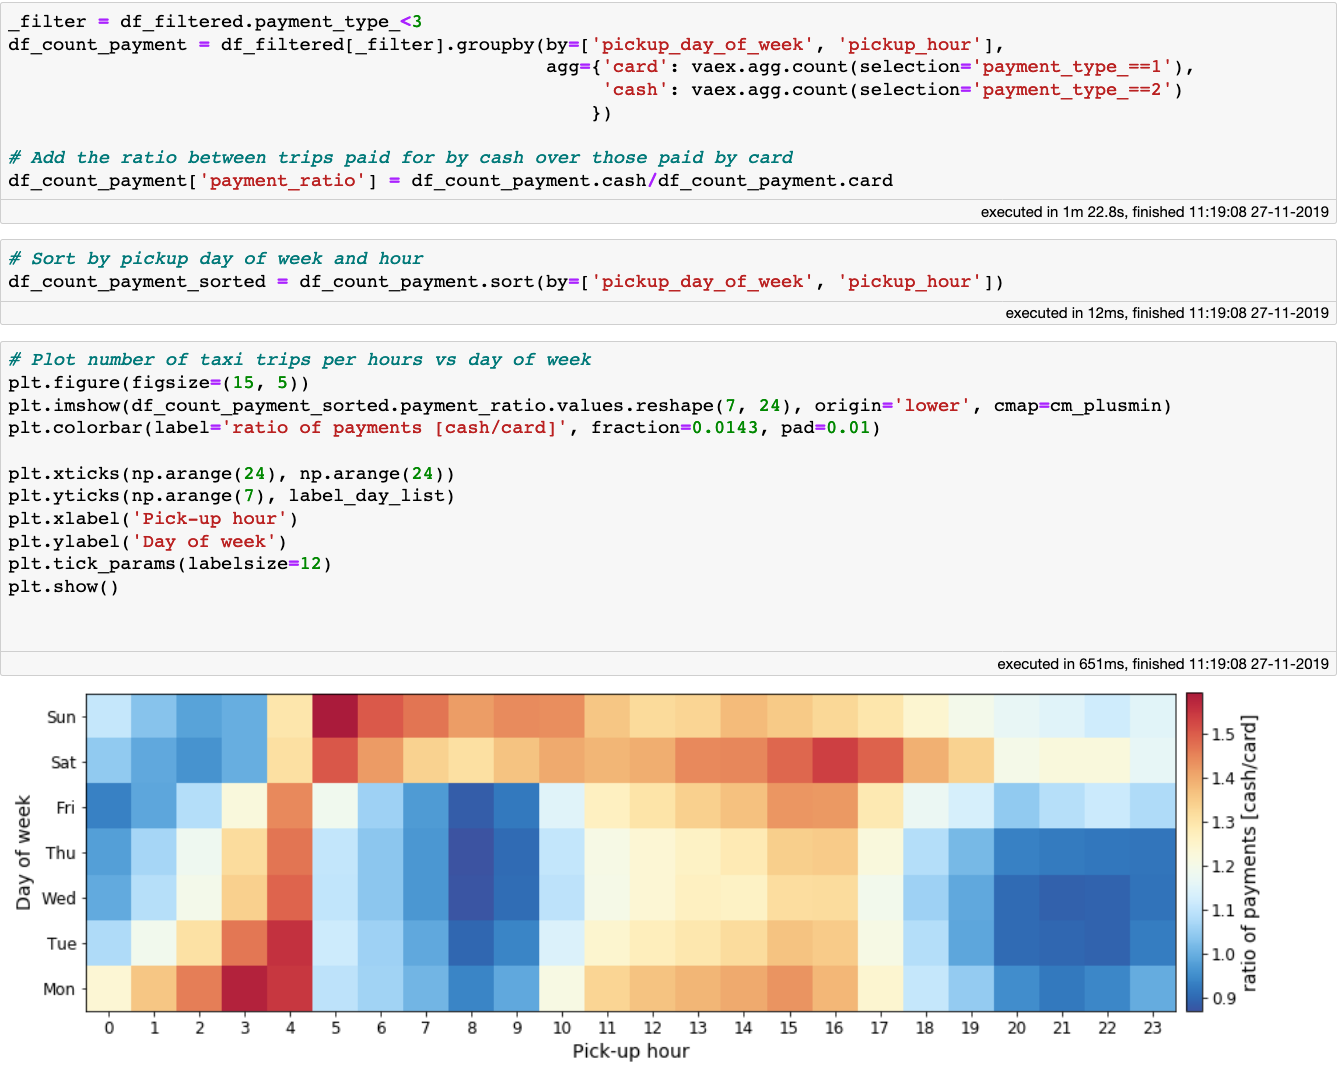 _filter = df_filtered.payment_type_<3
df_count_payment = df_filtered[_filter].groupby(by=['pickup_day_of_week', 'pickup_hour'],
agg={'card': vaex.agg.count(selection='payment_type_==1'),
'cash': vaex.agg.count(selection='payment_type_==2')
})
# Add the ratio between trips paid for by cash over those paid by card
df_count_payment['payment_ratio'] = df_count_payment.cash/df_count_payment.card
executed in 1m 22.8s, finished 11:19:08 27-11-2019
# Sort by pickup day of week and hour
df_count_payment_sorted = df_count_payment.sort(by=['pickup_day_of_week', 'pickup_hour'])
executed in 12ms, finished 11:19:08 27-11-2019
# Plot number of taxi trips per hours vs day of week
plt.figure(figsize=(15, 5))
plt.imshow(df_count_payment_sorted.payment_ratio.values.reshape(7, 24), origin='lower', cmap=cm_plusmin)
plt.colorbar(label='ratio of payments [cash/card]', fraction=0.0143, pad=0.01)
plt.xticks(np.arange(24), np.arange(24))
plt.yticks(np.arange(7), label_day_list)
plt.xlabel('Pick-up hour')
plt.ylabel('Day of week')
plt.tick_params(labelsize=12)
plt.show()
executed in 651ms, finished 11:19:08 27-11-2019
Day of week
Sun
Sat
Fri
Thu
Wed
Tue
Mon
0 1 2 3 4 5 6 7 8 9 10 11 12 13 14 15 16 17 18 19 20 21 22 23
Pick-up hour
1.5
1.4
1.3
1.2
1.1
1.0
0.9
ratio of payments [cash/card]